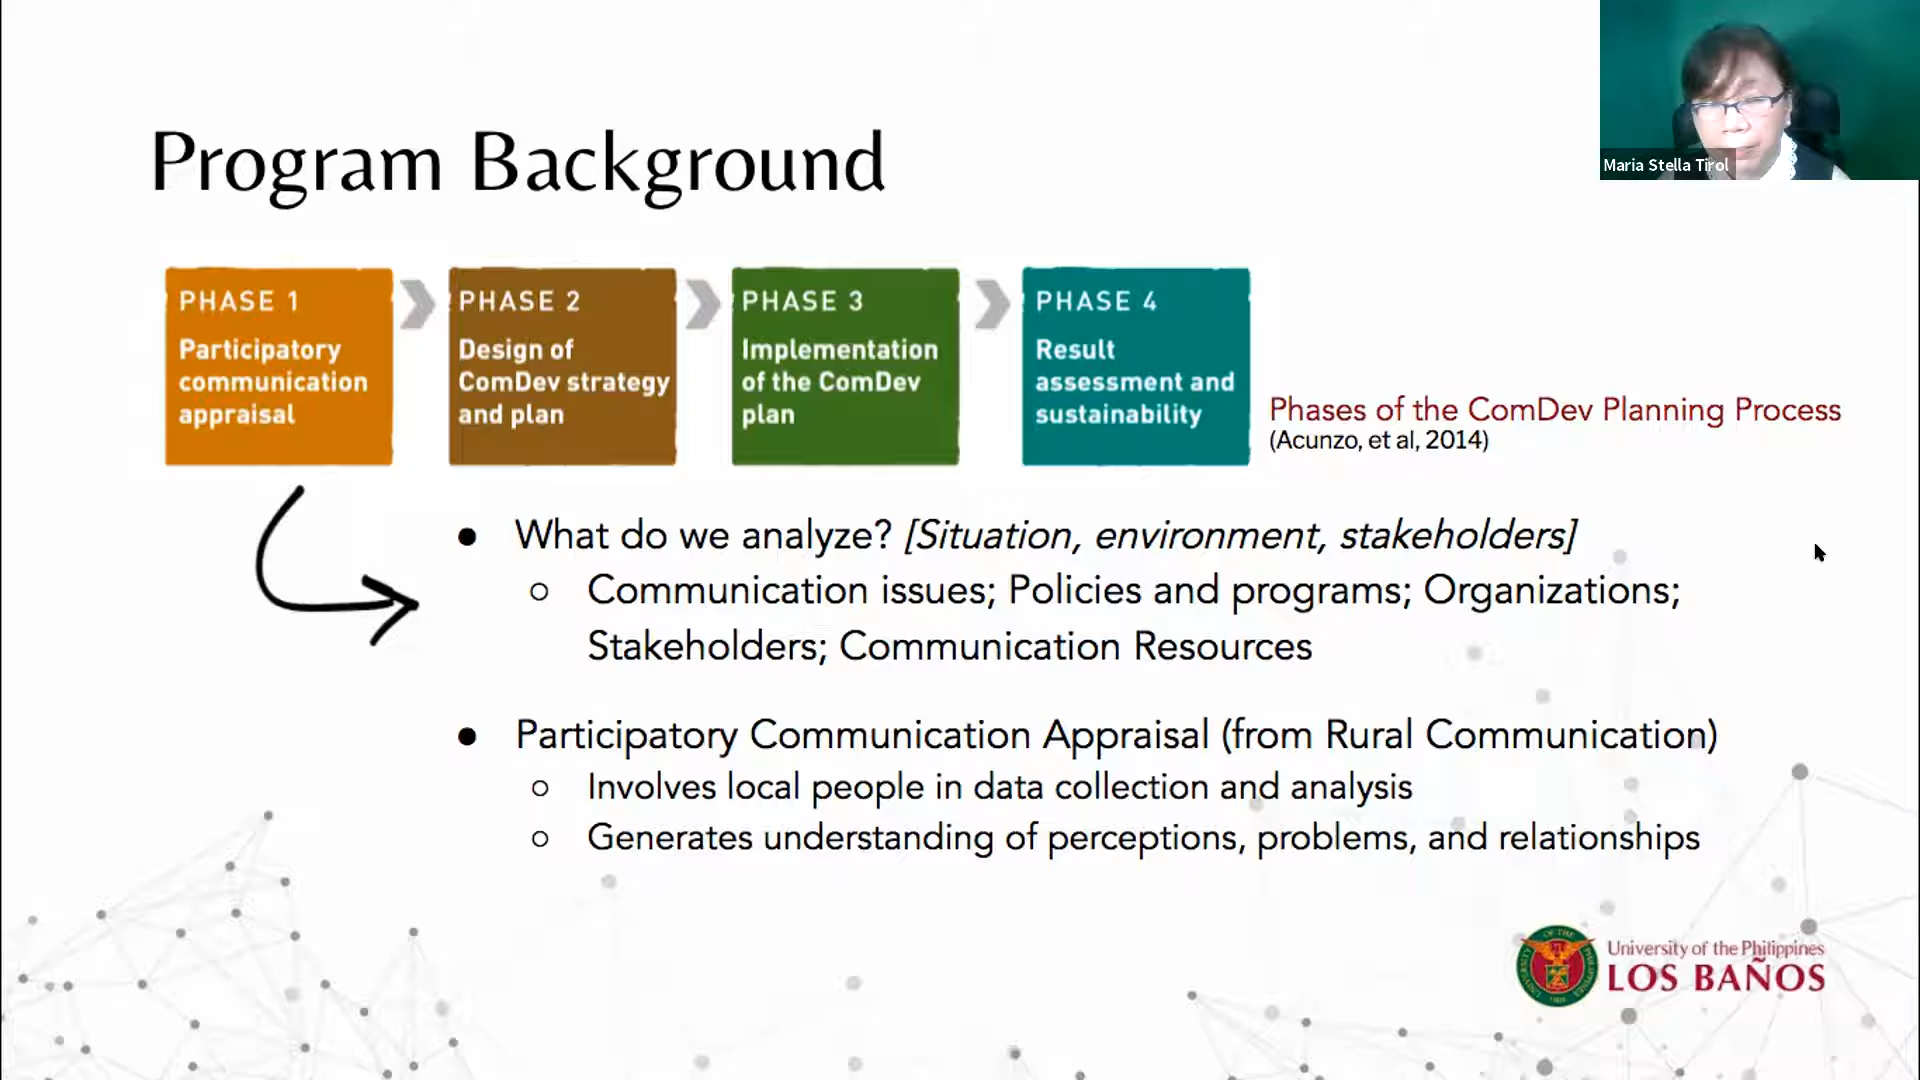 Maria Stella Tirol
Program Background
PHASE 1
Participatory
communication
appraisal
PHASE 2
Design of
ComDev strategy
and plan
PHASE 3
Implementation
of the ComDev
plan
PHASE 4
Result
assessment and
sustainability
Phases of the ComDev Planning Process
(Acunzo, et al, 2014)
● What do we analyze? [Situation, environment, stakeholders]
○ Communication issues; Policies and programs; Organizations;
Stakeholders; Communication Resources
● Participatory Communication Appraisal (from Rural Communication)
○ Involves local people in data collection and analysis
○ Generates understanding of perceptions, problems, and relationships
University of the Philippines
LOS BAÑOS